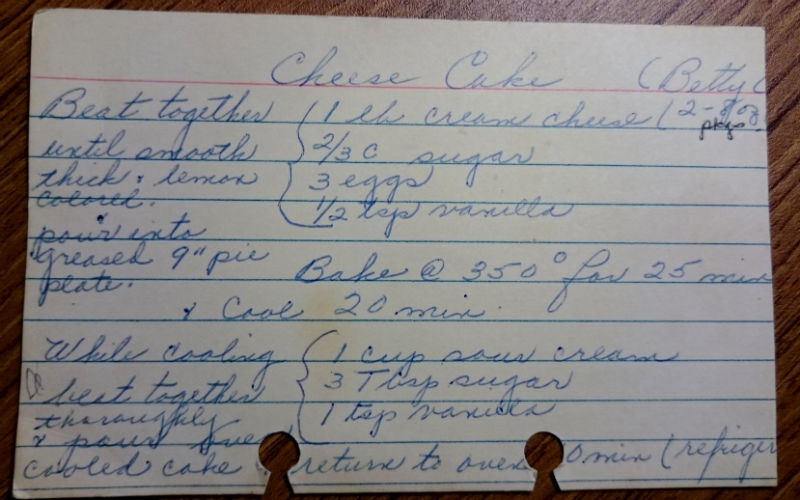 Cheese Cake (Betty
Beat together 1 lb cream cheese (2-8 oz pkgs.
until smooth 2/3 c sugar
thick & lemon 3 eggs
colored. 1/2 tsp vanilla
pour into
greased 9" pie
plate. Bake @ 350° for 25 min
& Cool 20 min.
While cooling 1 cup sour cream
beat together 3 Tbsp sugar
thoroughly 1 tsp vanilla
& pour over
cooled cake return to oven 0 min (refriger